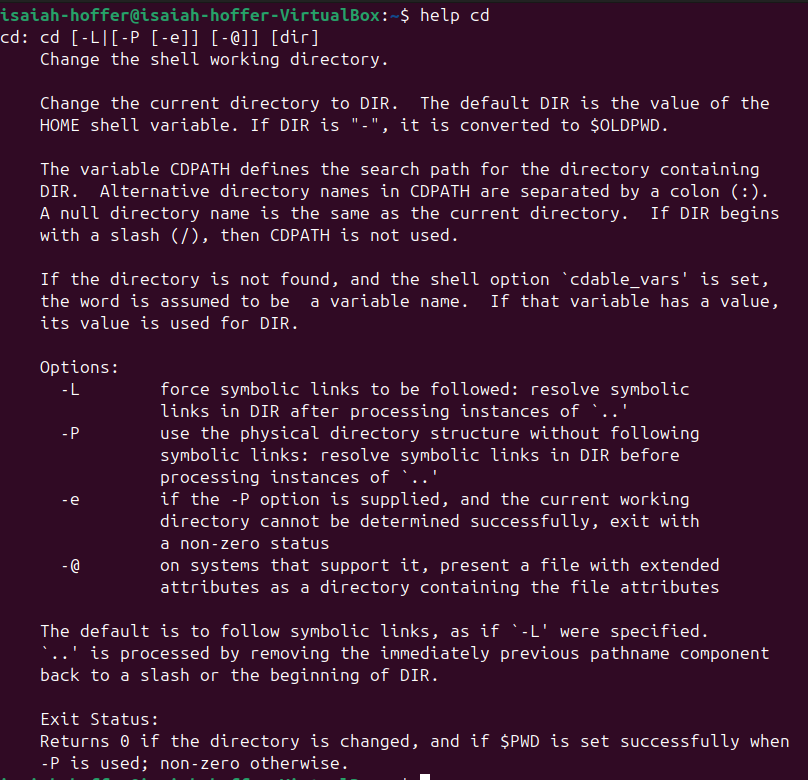 isaiah-hoffer@isaiah-hoffer-VirtualBox:~$ help cd
cd: cd [-L|[-P [-e]] [-@]] [dir]
    Change the shell working directory.

    Change the current directory to DIR.  The default DIR is the value of the
    HOME shell variable. If DIR is "-", it is converted to $OLDPWD.

    The variable CDPATH defines the search path for the directory containing
    DIR.  Alternative directory names in CDPATH are separated by a colon (:).
    A null directory name is the same as the current directory.  If DIR begins
    with a slash (/), then CDPATH is not used.

    If the directory is not found, and the shell option `cdable_vars' is set,
    the word is assumed to be  a variable name.  If that variable has a value,
    its value is used for DIR.

    Options:
      -L        force symbolic links to be followed: resolve symbolic
                links in DIR after processing instances of `..'
      -P        use the physical directory structure without following
                symbolic links: resolve symbolic links in DIR before
                processing instances of `..'
      -e        if the -P option is supplied, and the current working
                directory cannot be determined successfully, exit with
                a non-zero status
      -@        on systems that support it, present a file with extended
                attributes as a directory containing the file attributes

    The default is to follow symbolic links, as if `-L' were specified.
    `..' is processed by removing the immediately previous pathname component
    back to a slash or the beginning of DIR.

    Exit Status:
    Returns 0 if the directory is changed, and if $PWD is set successfully when
    -P is used; non-zero otherwise.